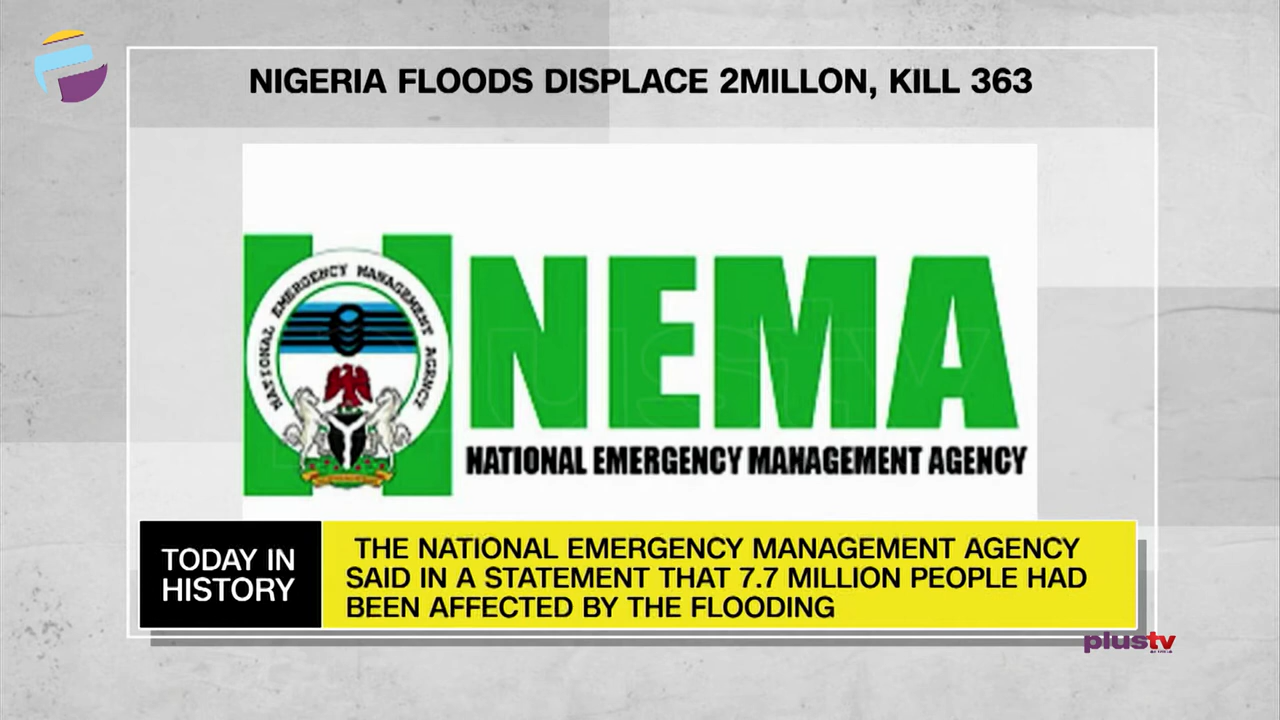 NIGERIA FLOODS DISPLACE 2MILLON, KILL 363
NATIONAL EMERGENCY MANAGEMENT AGENCY
NEMA
NATIONAL EMERGENCY MANAGEMENT AGENCY
TODAY IN
HISTORY
THE NATIONAL EMERGENCY MANAGEMENT AGENCY
SAID IN A STATEMENT THAT 7.7 MILLION PEOPLE HAD
BEEN AFFECTED BY THE FLOODING
plustv